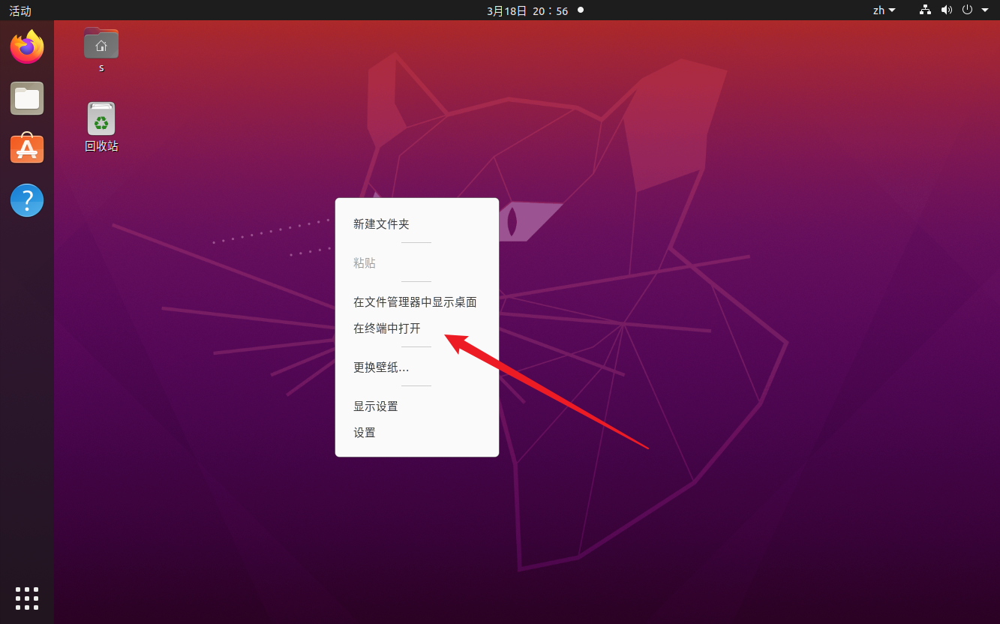 活动
3月18日 20：56
zh
s
回收站
新建文件夹
粘贴
在文件管理器中显示桌面
在终端中打开
更换壁纸…
显示设置
设置